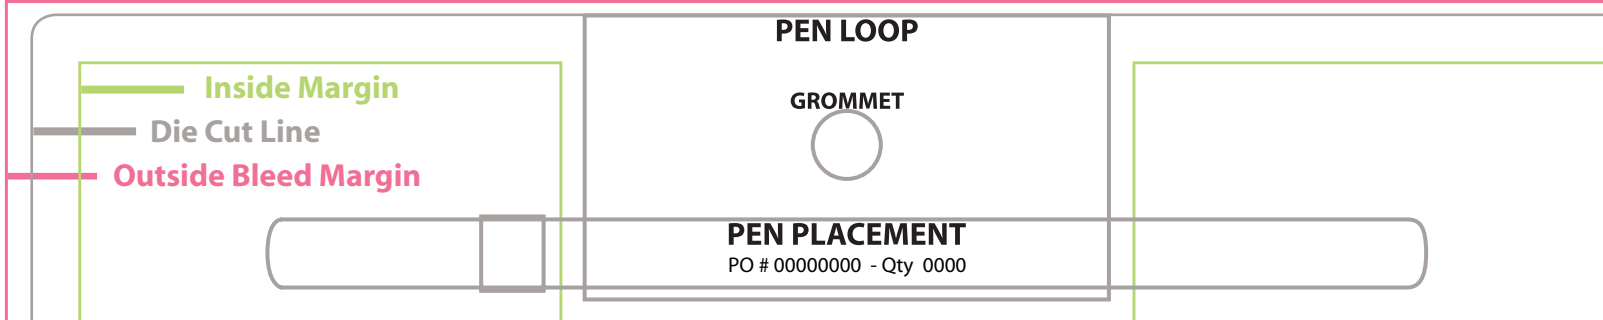 PEN LOOP
Inside Margin
GROMMET
Die Cut Line
Outside Bleed Margin
PEN PLACEMENT
PO # 00000000 - Qty 0000